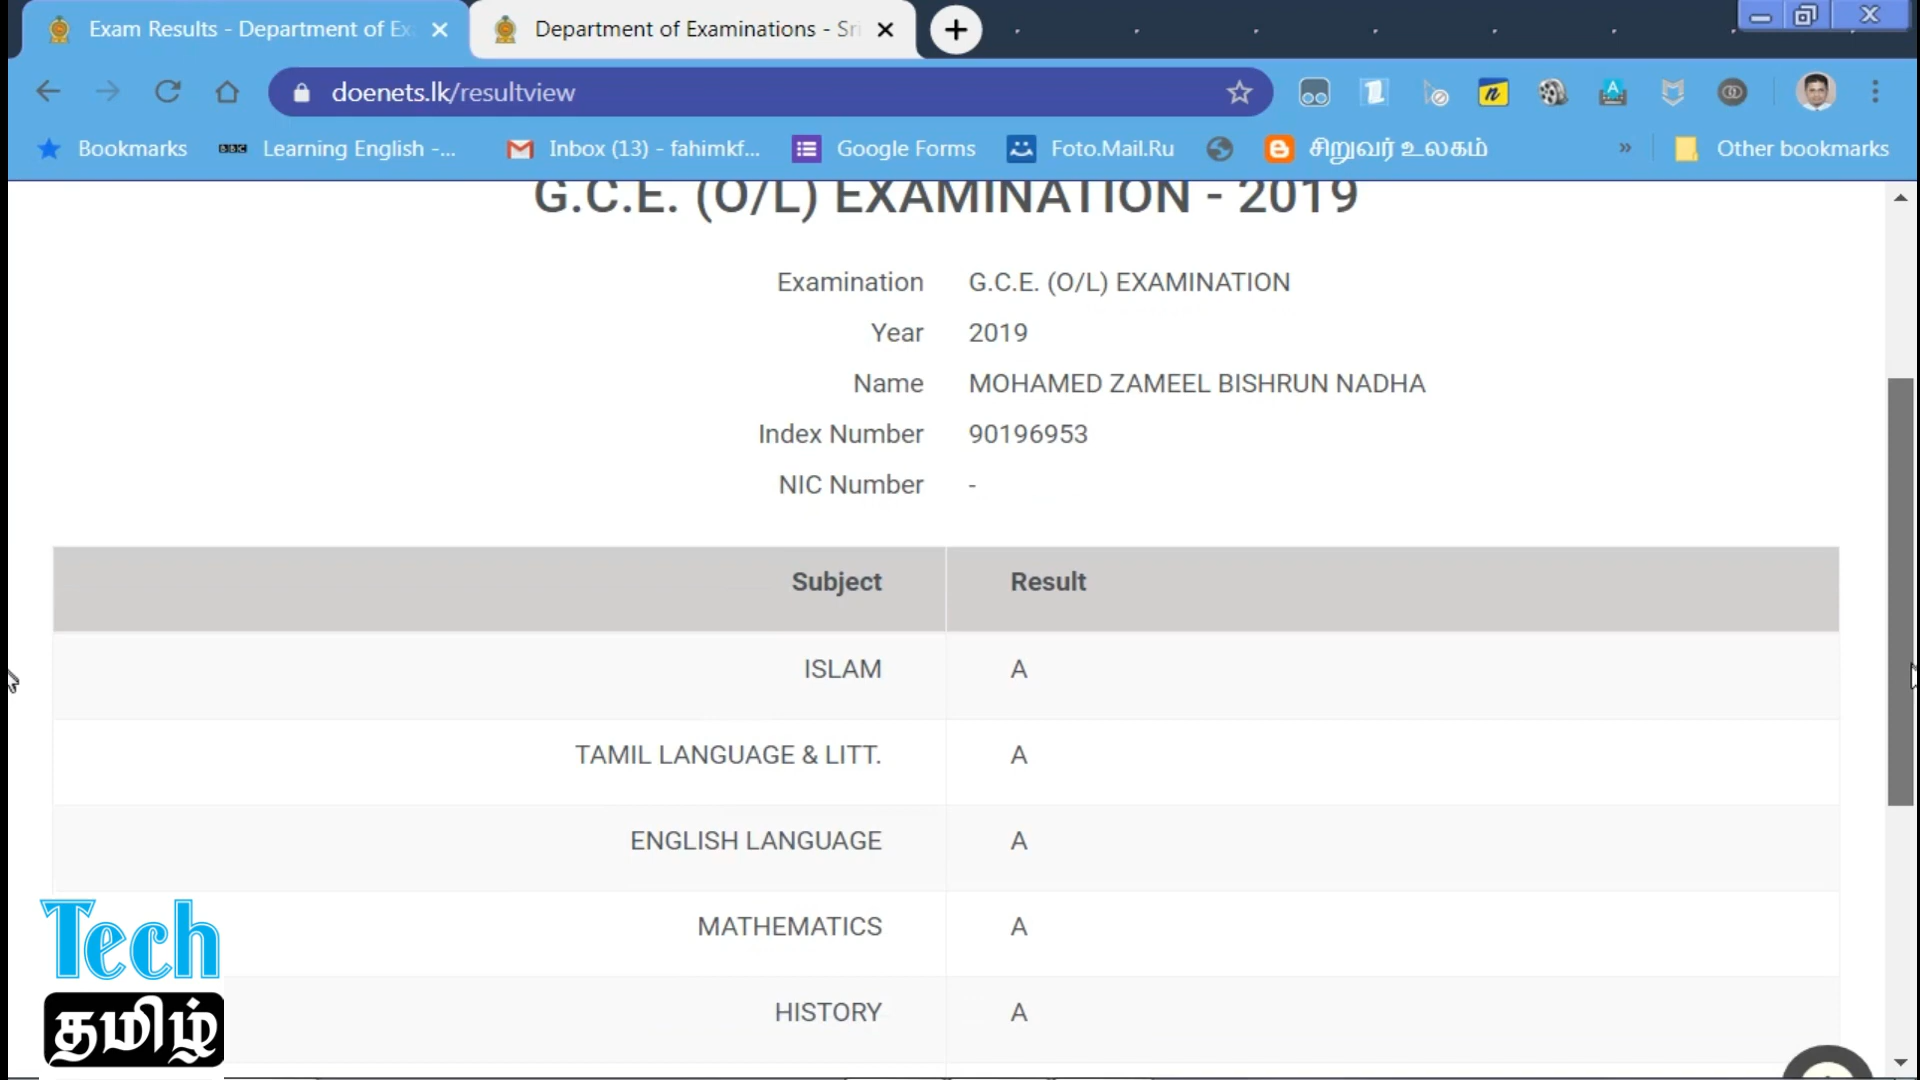 Exam Results - Department of Ex
Department of Examinations - Sri
doenets.lk/resultview
Bookmarks
BBC Learning English -...
Inbox (13) - fahimkf...
Google Forms
Foto.Mail.Ru
சிறுவர் உலகம்
»
Other bookmarks
G.C.E. (O/L) EXAMINATION - 2019
Examination G.C.E. (O/L) EXAMINATION
Year 2019
Name MOHAMED ZAMEEL BISHRUN NADHA
Index Number 90196953
NIC Number -
Subject Result
ISLAM A
TAMIL LANGUAGE & LITT. A
ENGLISH LANGUAGE A
MATHEMATICS A
HISTORY A
Tech
தமிழ்